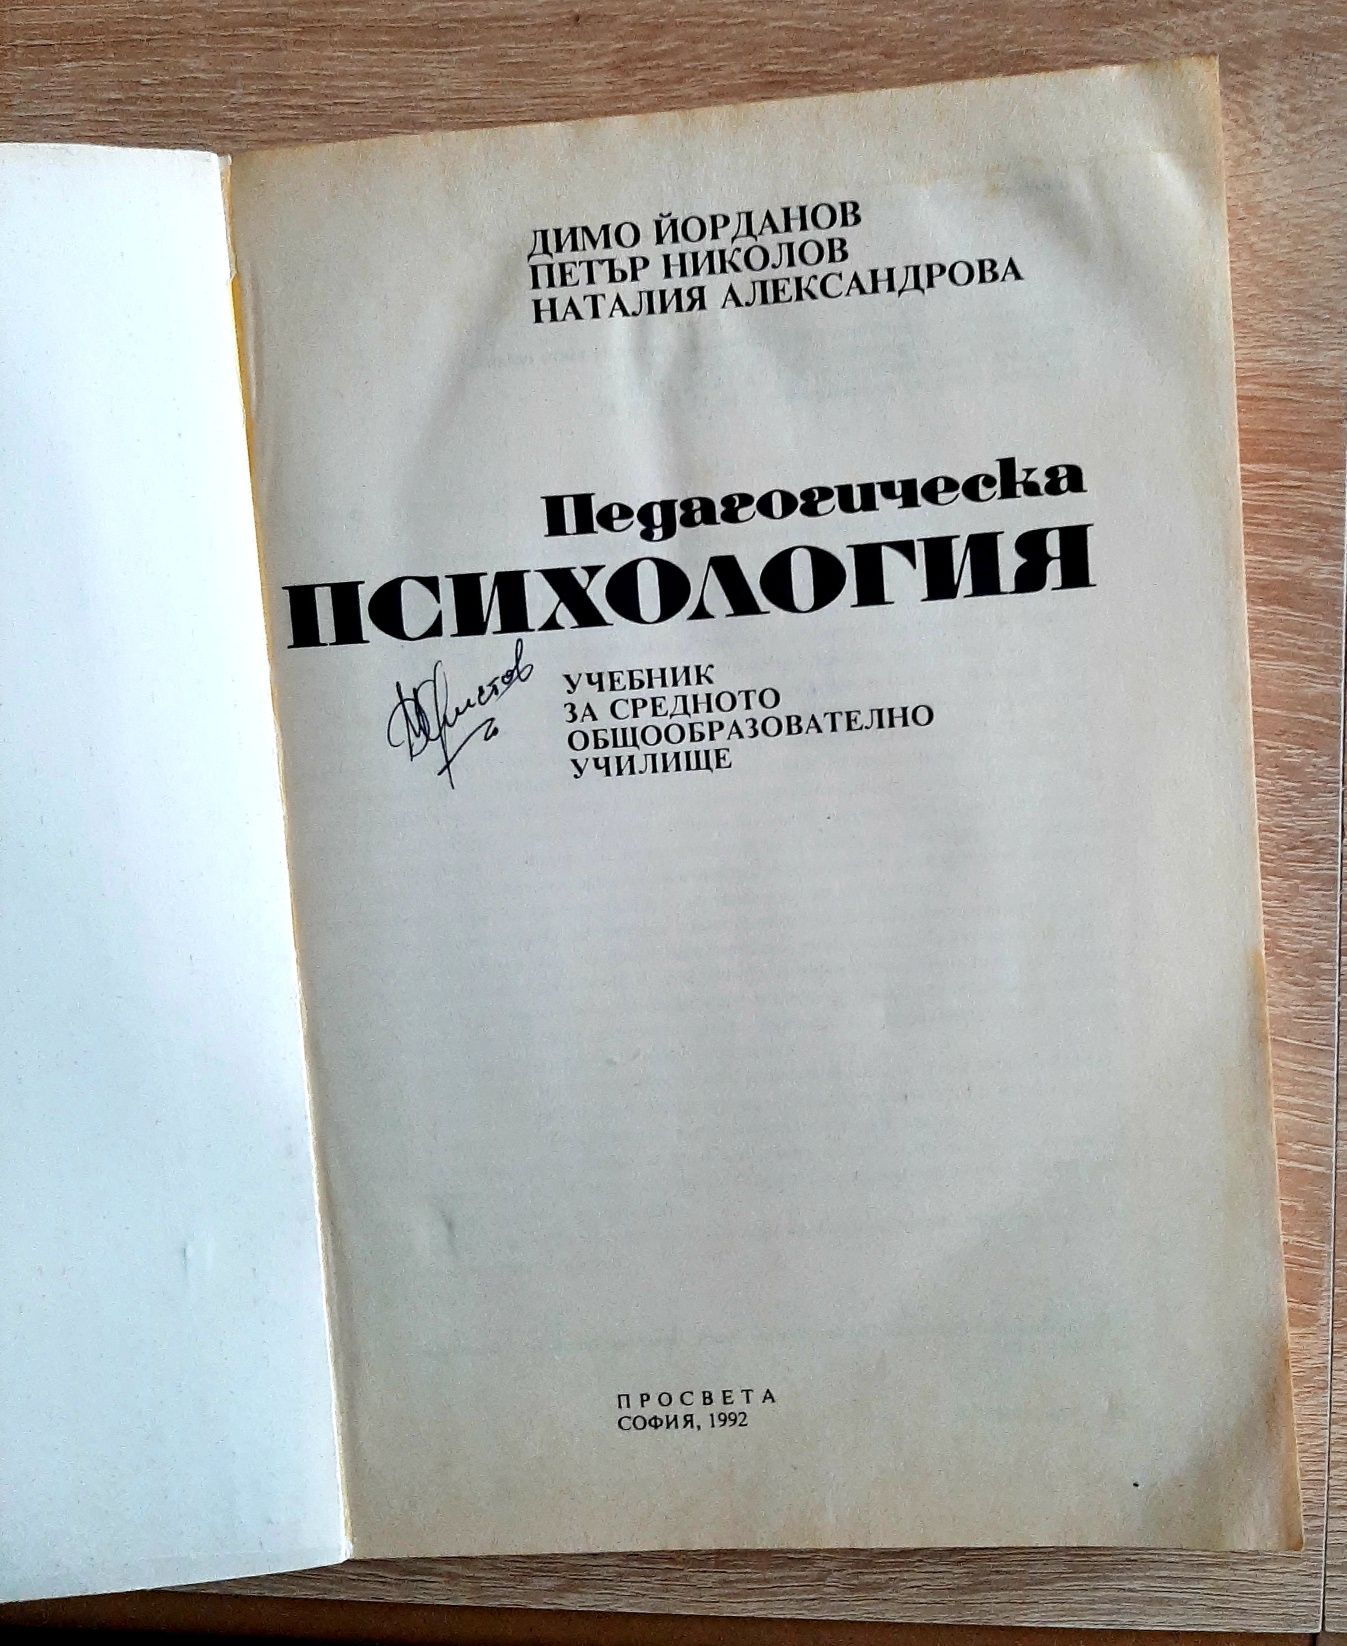 ДИМО ЙОРДАНОВ
ПЕТЪР НИКОЛОВ
НАТАЛИЯ АЛЕКСАНДРОВА
Педагогическа
ПСИХОЛОГИЯ
УЧЕБНИК
ЗА СРЕДНОТО
ОБЩООБРАЗОВАТЕЛНО
УЧИЛИЩЕ
ПРОСВЕТА
СОФИЯ, 1992